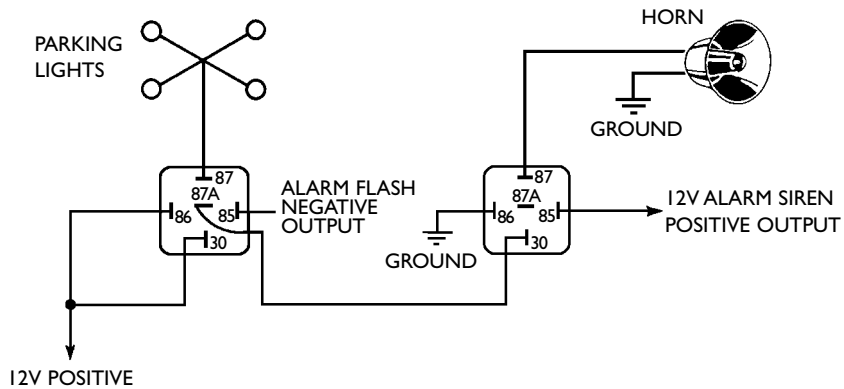 PARKING
LIGHTS
HORN
GROUND
87
87A
86
85
30
ALARM FLASH
NEGATIVE
OUTPUT
GROUND
87
87A
86
85
30
12V ALARM SIREN
POSITIVE OUTPUT
12V POSITIVE